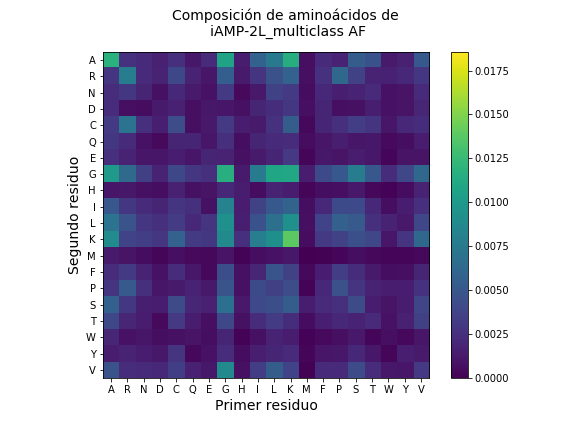 Composición de aminoácidos de
iAMP-2L_multiclass AF
Segundo residuo
A
R
N
D
C
Q
E
G
H
I
L
K
M
F
P
S
T
W
Y
V
A R N D C Q E G H I L K M F P S T W Y V
Primer residuo
0.0175
0.0150
0.0125
0.0100
0.0075
0.0050
0.0025
0.0000